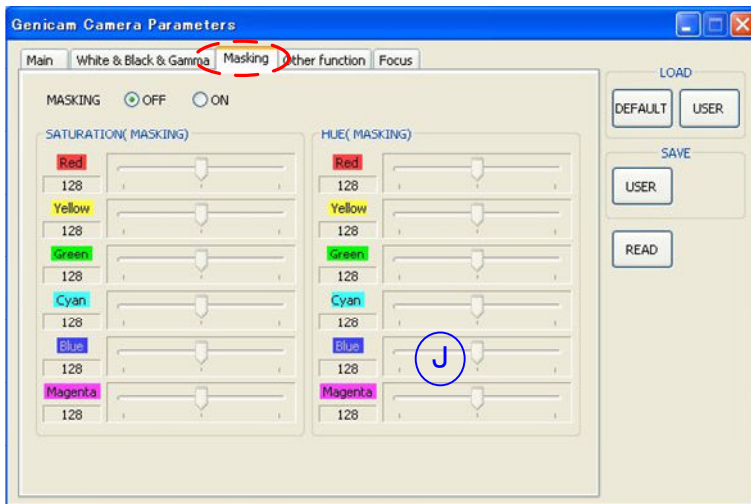 Genicam Camera Parameters
Main White & Black & Gamma Masking Other function Focus
MASKING OFF ON
SATURATION( MASKING)
Red
128
Yellow
128
Green
128
Cyan
128
Blue
128
Magenta
128
HUE( MASKING)
Red
128
Yellow
128
Green
128
Cyan
128
Blue
128
J
Magenta
128
LOAD
DEFAULT USER
SAVE
USER
READ